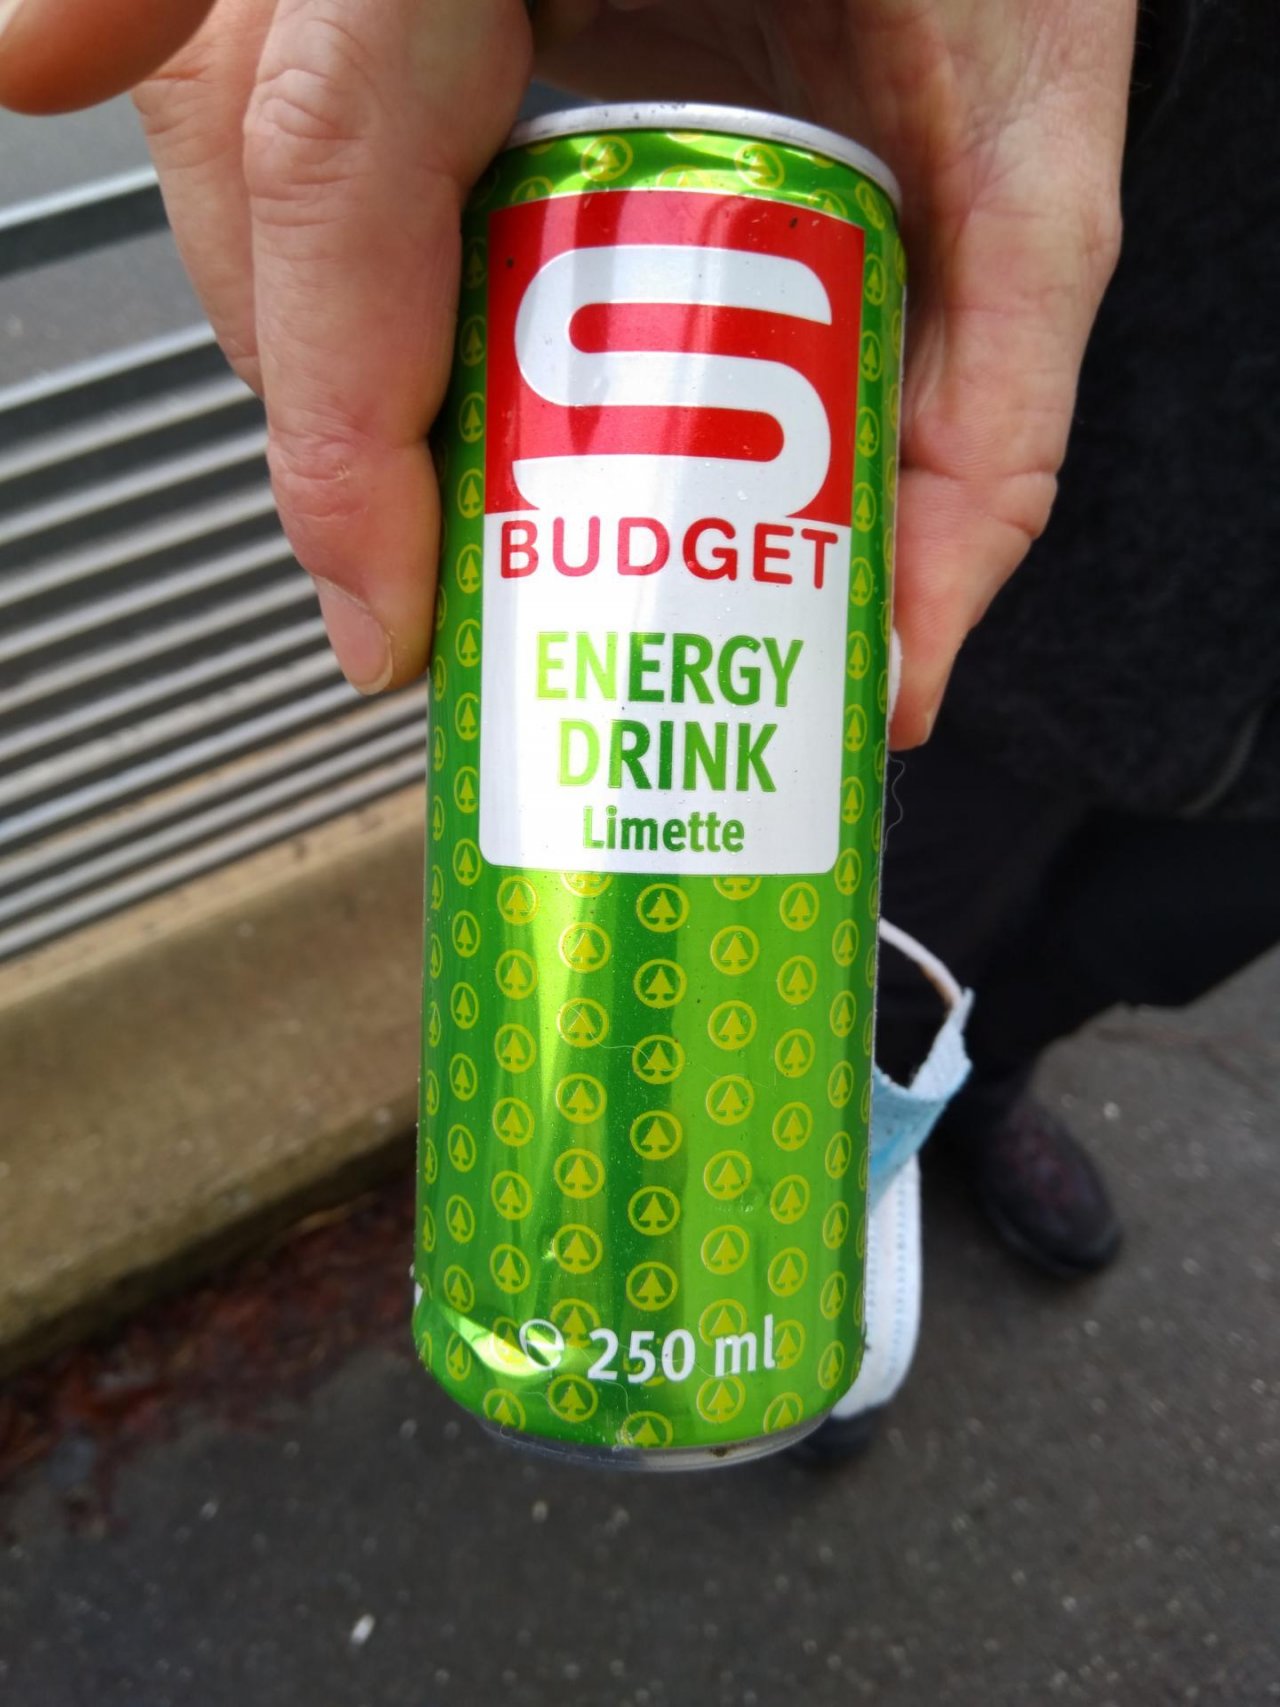 S
BUDGET
ENERGY
DRINK
Limette
℮ 250 ml